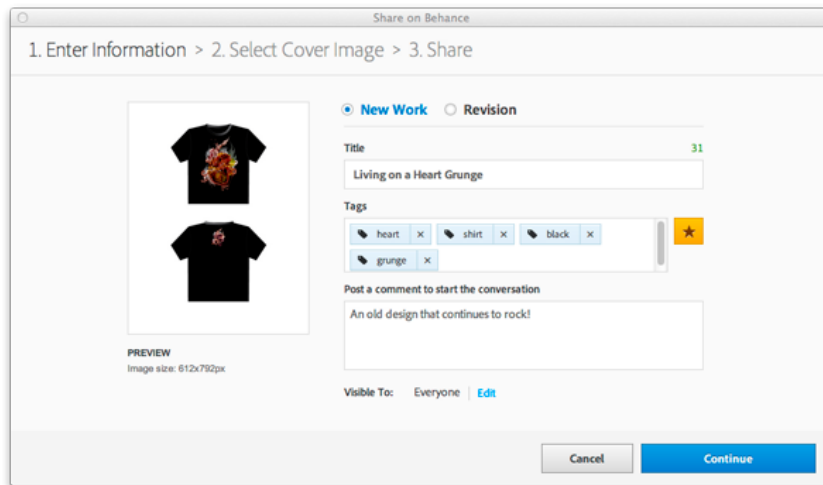 Share on Behance
1. Enter Information > 2. Select Cover Image > 3. Share
New Work Revision
Title 31
Living on a Heart Grunge
Tags
heart × shirt × black ×
grunge ×
Post a comment to start the conversation
An old design that continues to rock!
PREVIEW
Image size: 612x792px
Visible To: Everyone Edit
Cancel Continue